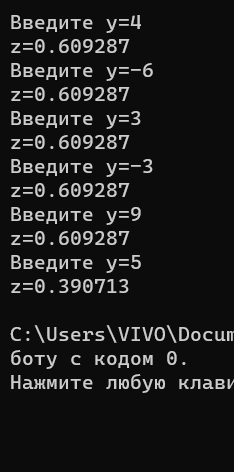 Введите y=4
z=0.609287
Введите y=-6
z=0.609287
Введите y=3
z=0.609287
Введите y=-3
z=0.609287
Введите y=9
z=0.609287
Введите y=5
z=0.390713
C:\Users\VIVO\Docum
боту с кодом 0.
Нажмите любую клави